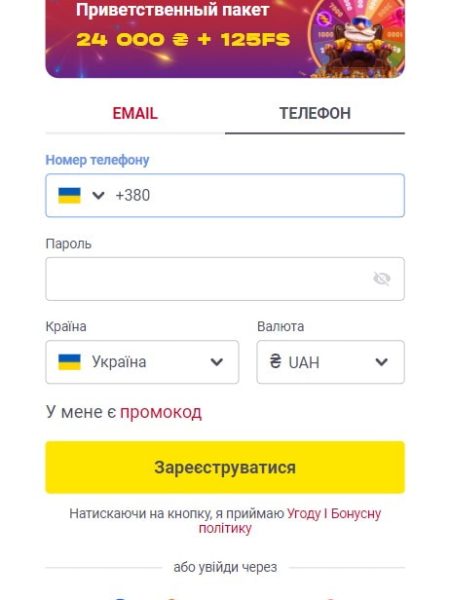 Приветственный пакет
24 000 ₴ + 125FS
EMAIL
ТЕЛЕФОН
Номер телефону
+380
Пароль
Країна
Валюта
Україна
₴ UAH
У мене є промокод
Зареєструватися
Натискаючи на кнопку, я приймаю Угоду І Бонусну
політику
або увійди через